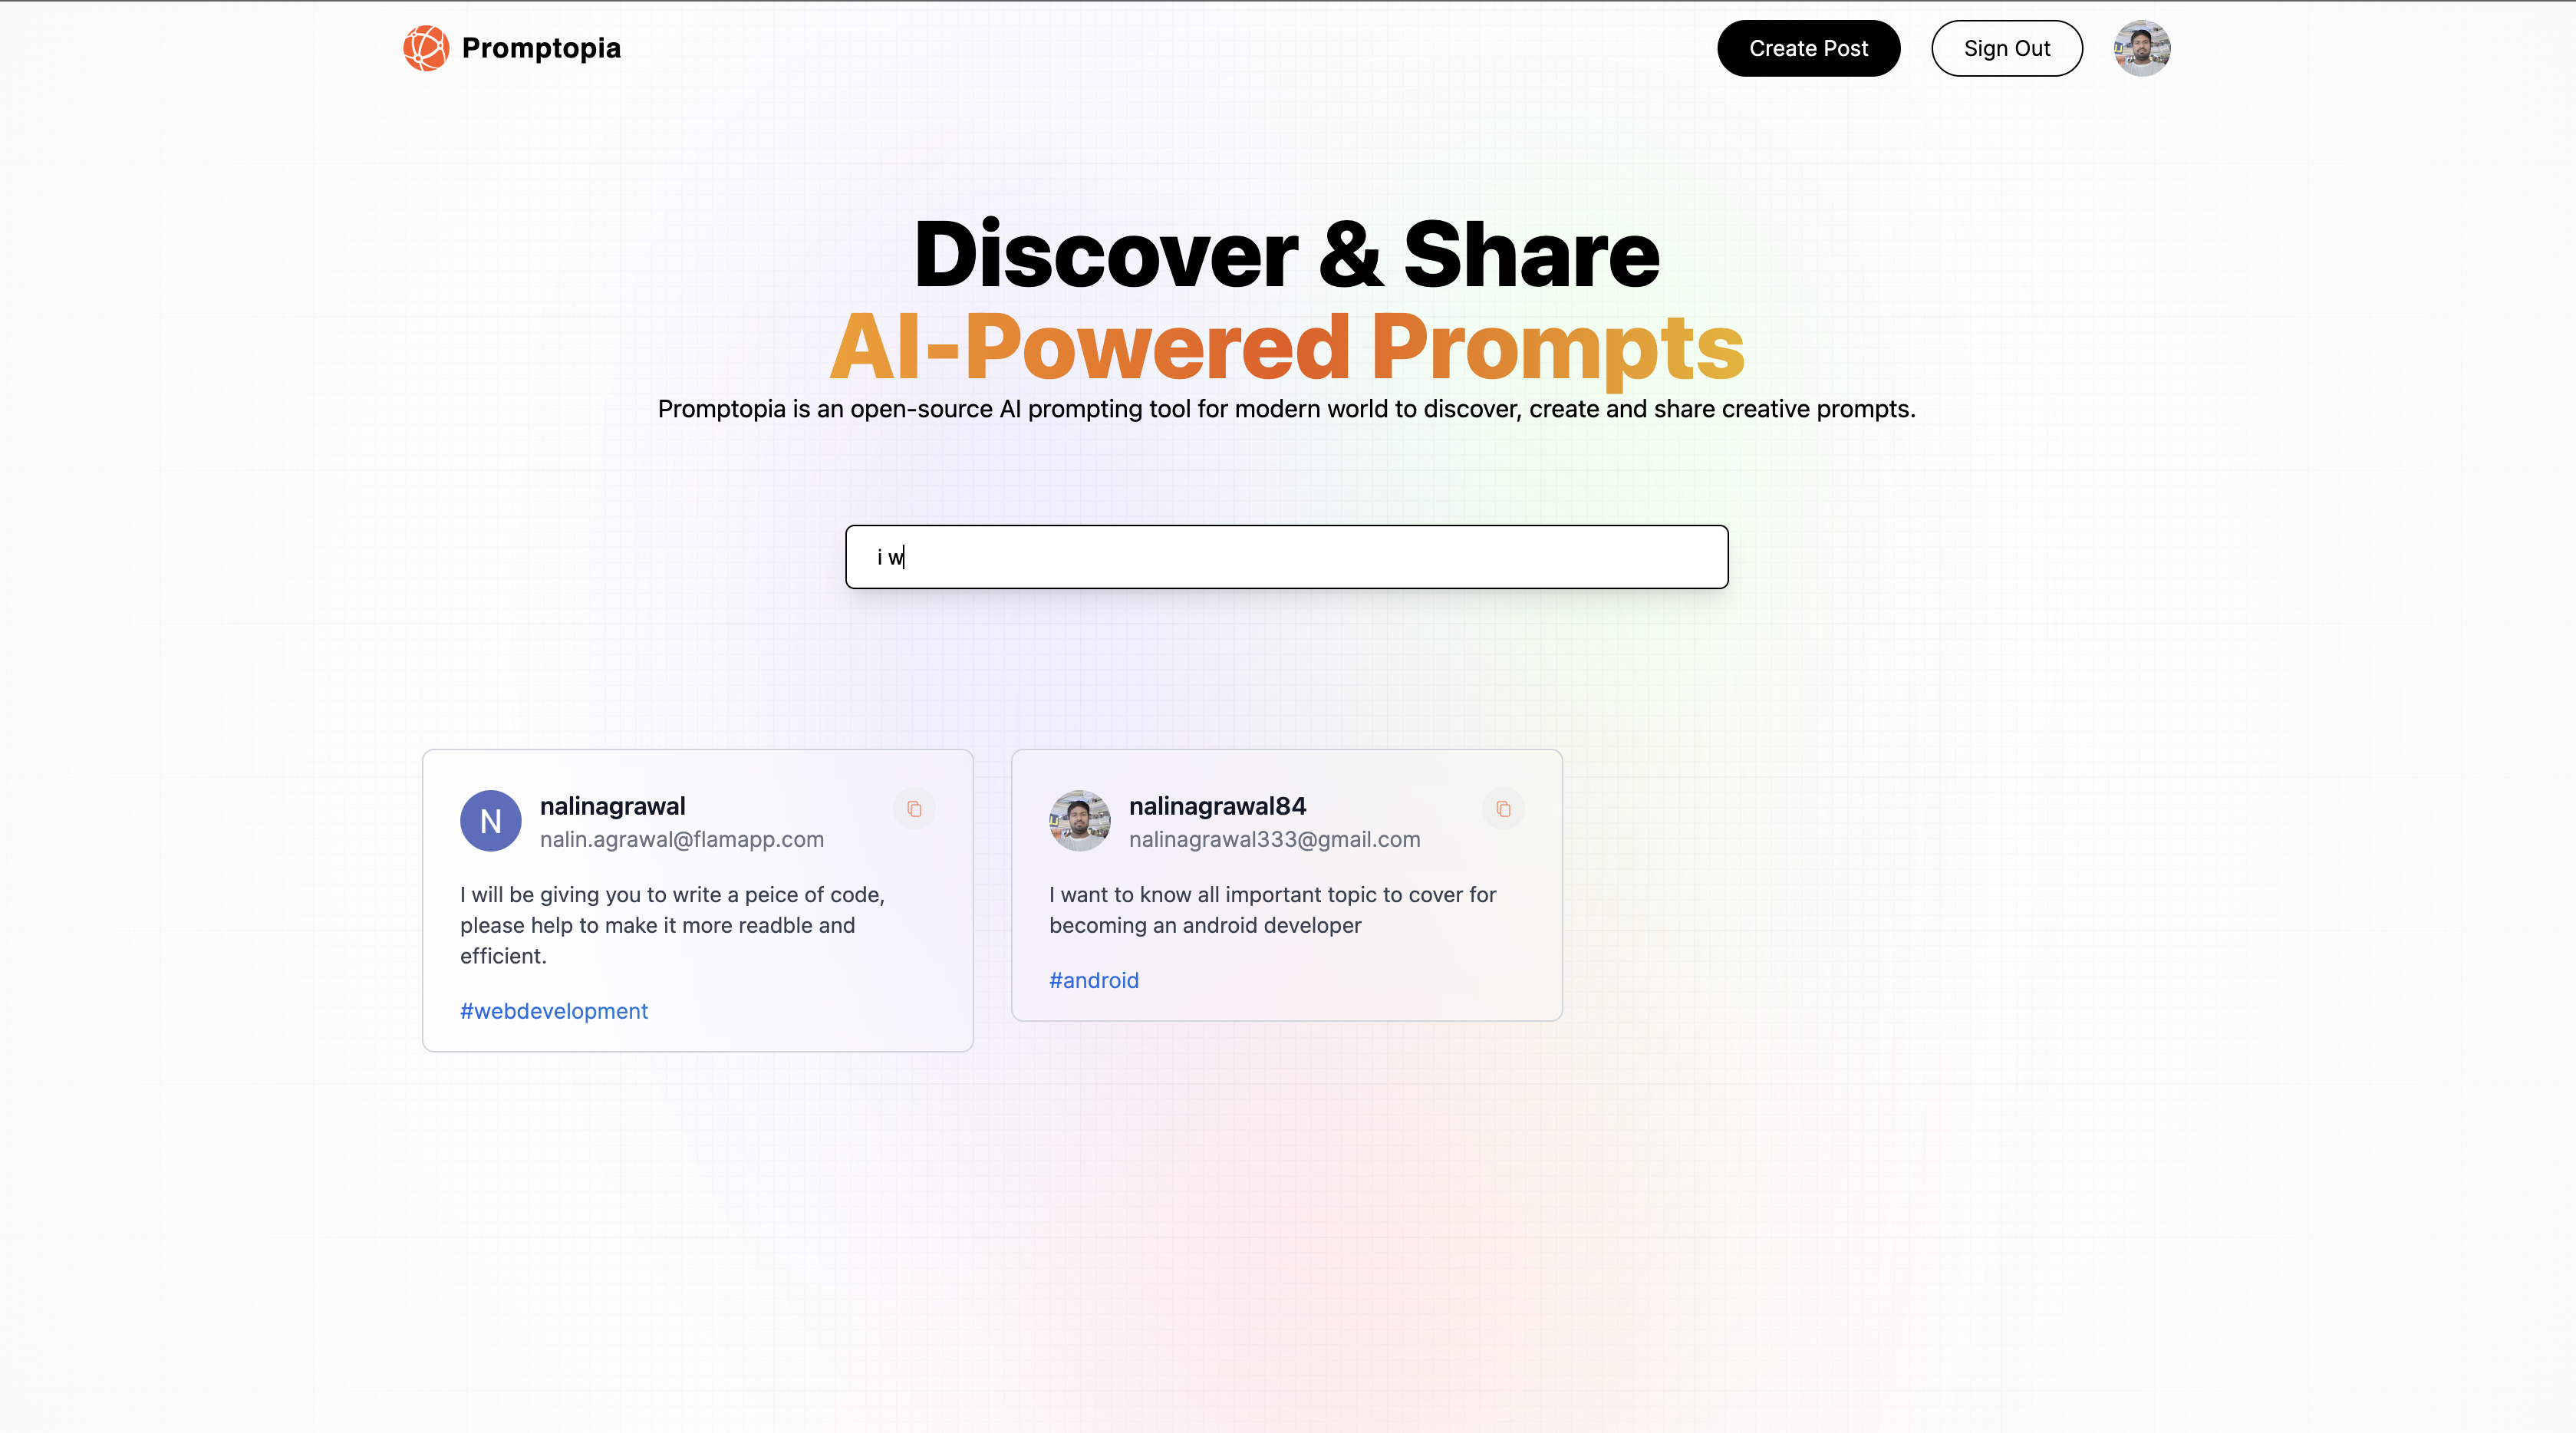 Promptopia
Create Post
Sign Out
Discover & Share
AI-Powered Prompts
Promptopia is an open-source AI prompting tool for modern world to discover, create and share creative prompts.
i w
N
nalinagrawal
nalin.agrawal@flamapp.com
I will be giving you to write a peice of code,
please help to make it more readble and
efficient.
#webdevelopment
nalinagrawal84
nalinagrawal333@gmail.com
I want to know all important topic to cover for
becoming an android developer
#android